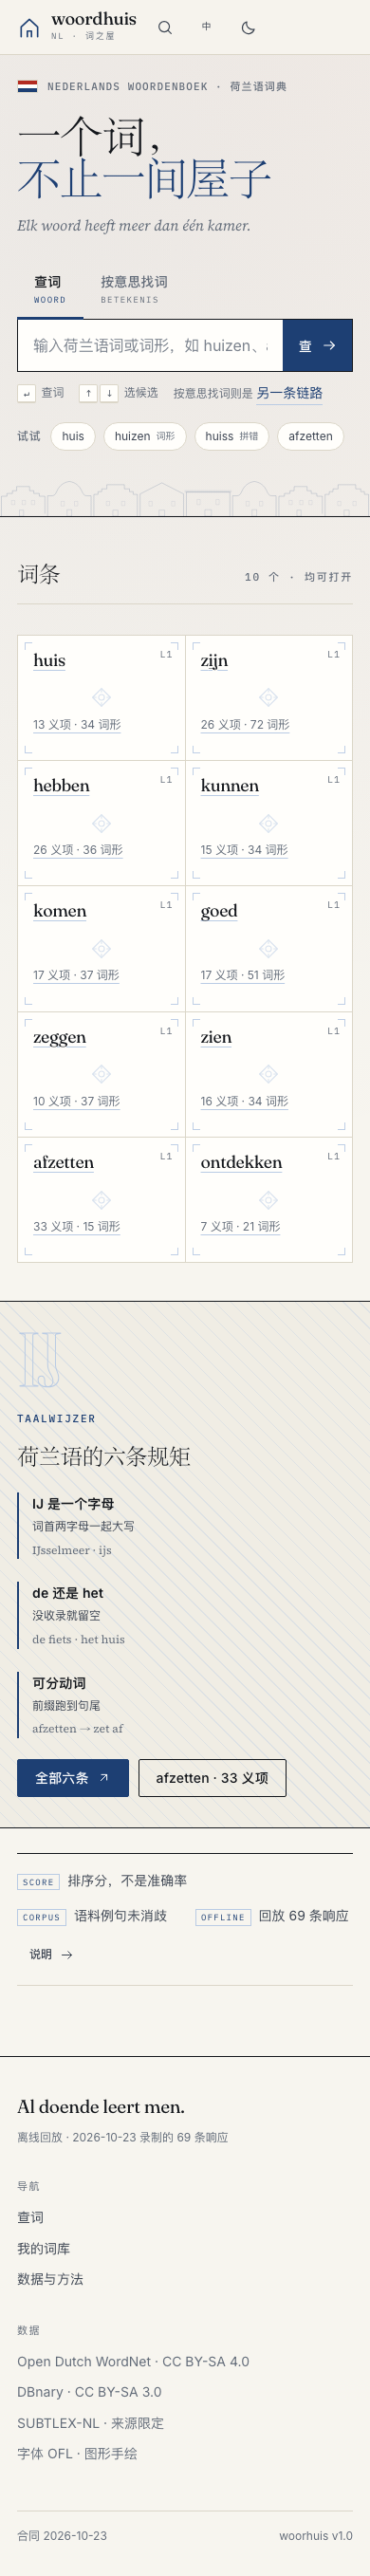 woordhuis
NL · 词之屋
中
NEDERLANDS WOORDENBOEK · 荷兰语词典
一个词，
不止一间屋子
Elk woord heeft meer dan één kamer.
查词
WOORD
按意思找词
BETEKENIS
输入荷兰语词或词形，如 huizen、
查 →
↵ 查词 ↑ ↓ 选候选 按意思找词则是 另一条链路
试试 huis huizen 词形 huiss 拼错 afzetten
词条
10 个 · 均可打开
huis L1
13 义项 · 34 词形
zijn L1
26 义项 · 72 词形
hebben L1
26 义项 · 36 词形
kunnen L1
15 义项 · 34 词形
komen L1
17 义项 · 37 词形
goed L1
17 义项 · 51 词形
zeggen L1
10 义项 · 37 词形
zien L1
16 义项 · 34 词形
afzetten L1
33 义项 · 15 词形
ontdekken L1
7 义项 · 21 词形
IJ
TAALWIJZER
荷兰语的六条规矩
IJ 是一个字母
词首两字母一起大写
IJsselmeer · ijs
de 还是 het
没收录就留空
de fiets · het huis
可分动词
前缀跑到句尾
afzetten → zet af
全部六条 ↗
afzetten · 33 义项
SCORE 排序分，不是准确率
CORPUS 语料例句未消歧
OFFLINE 回放 69 条响应
说明 →
Al doende leert men.
离线回放 · 2026-10-23 录制的 69 条响应
导航
查词
我的词库
数据与方法
数据
Open Dutch WordNet · CC BY-SA 4.0
DBnary · CC BY-SA 3.0
SUBTLEX-NL · 来源限定
字体 OFL · 图形手绘
合同 2026-10-23
woorhuis v1.0